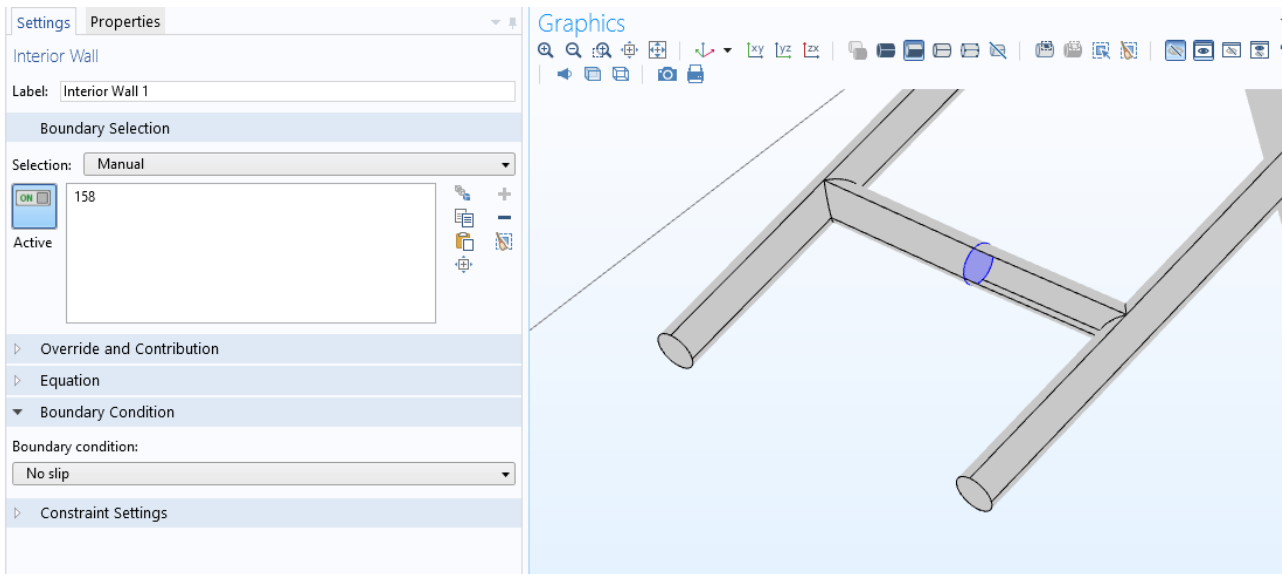 Settings Properties
Interior Wall
Label: Interior Wall 1
Boundary Selection
Selection: Manual
ON
158
Active
Override and Contribution
Equation
Boundary Condition
Boundary condition:
No slip
Constraint Settings
Graphics
xy yz zx